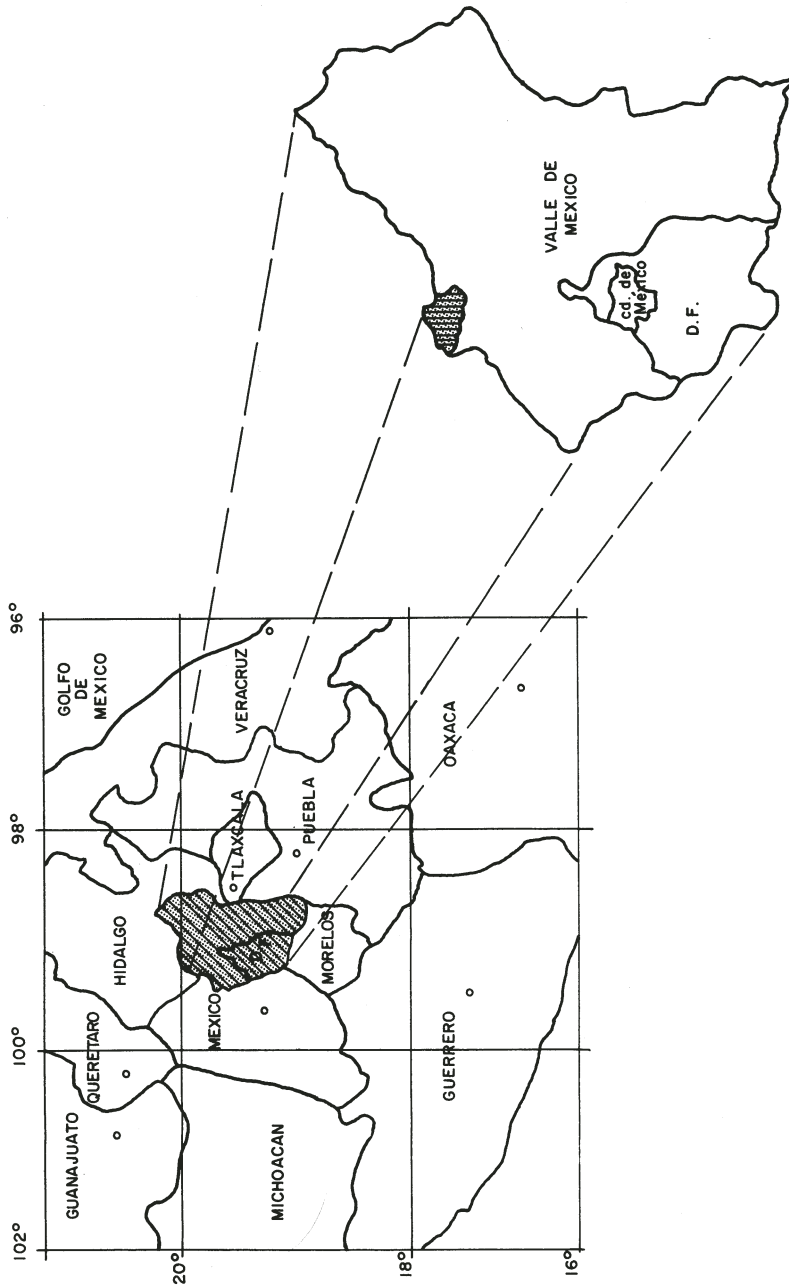 102°
100°
98°
96°
20°
18°
16°
GUANAJUATO
QUERETARO
HIDALGO
GOLFO
DE
MEXICO
MICHOACAN
MEXICO
D.F.
TLAXCALA
VERACRUZ
MORELOS
PUEBLA
GUERRERO
OAXACA
VALLE DE
MEXICO
cd. de
Mexico
D.F.